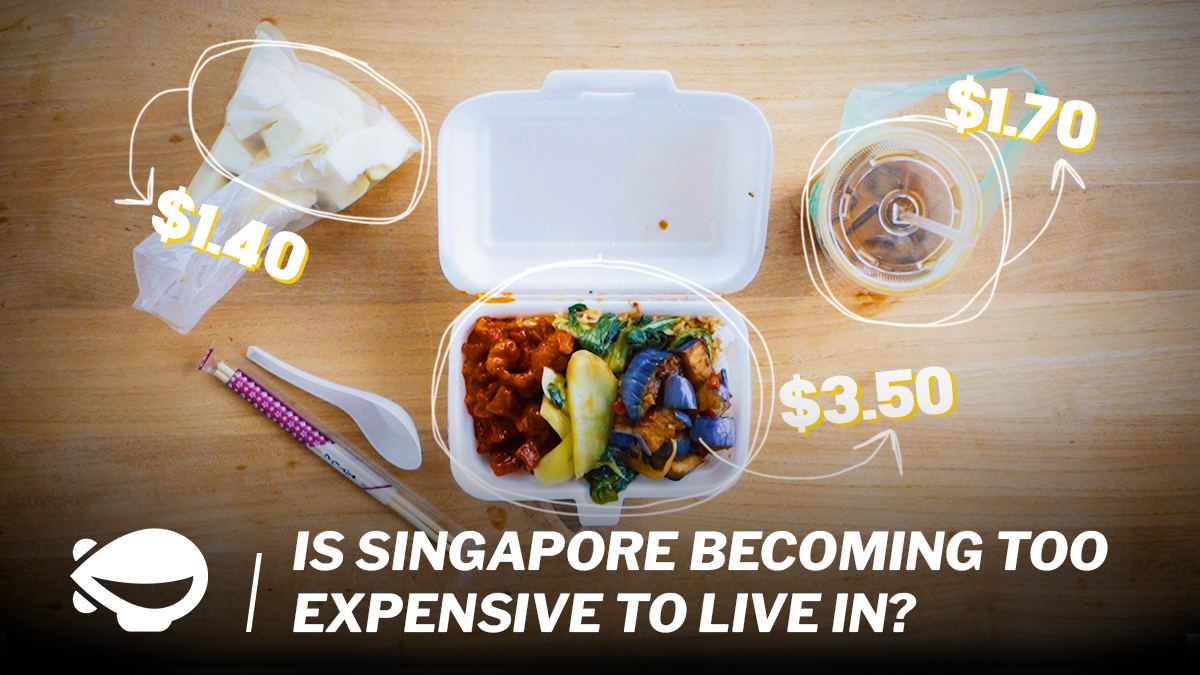 $1.40
$1.70
$3.50
IS SINGAPORE BECOMING TOO
EXPENSIVE TO LIVE IN?